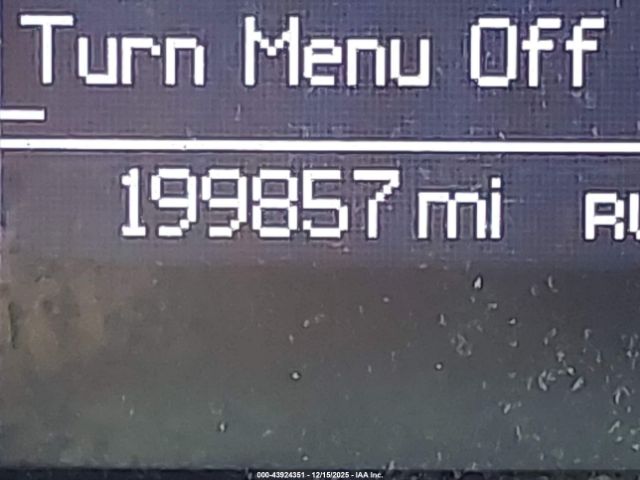 Turn Menu Off
199857 mi
000-43924351 - 12/15/2025 - IAA Inc.